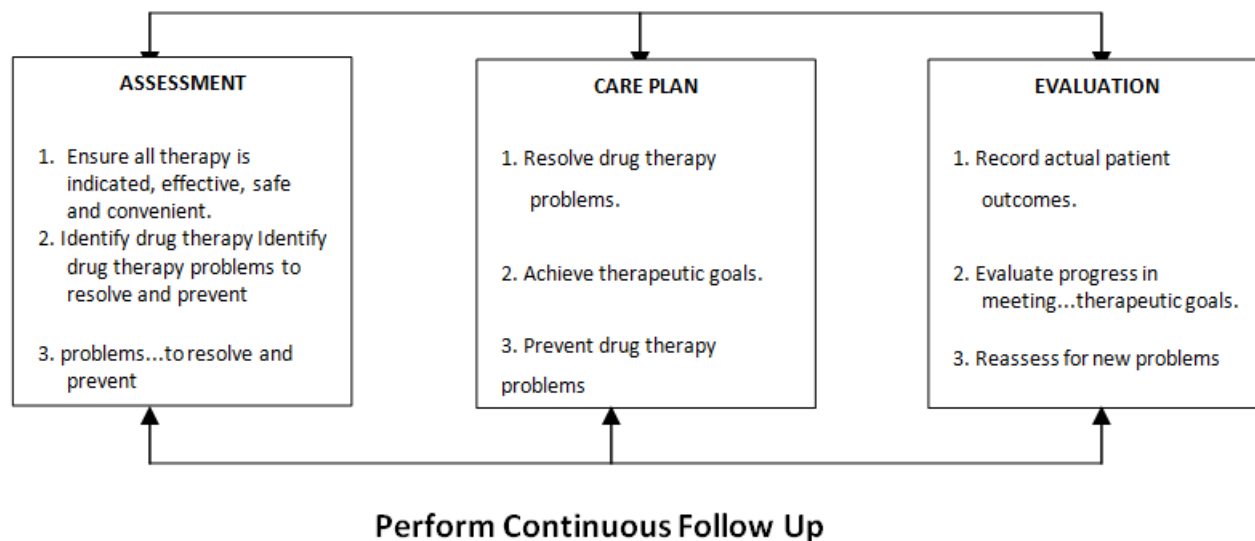 ASSESSMENT
1. Ensure all therapy is
indicated, effective, safe
and convenient.
2. Identify drug therapy Identify
drug therapy problems to
resolve and prevent
3. problems...to resolve and
prevent
CARE PLAN
1. Resolve drug therapy
problems.
2. Achieve therapeutic goals.
3. Prevent drug therapy
problems
EVALUATION
1. Record actual patient
outcomes.
2. Evaluate progress in
meeting...therapeutic goals.
3. Reassess for new problems
Perform Continuous Follow Up